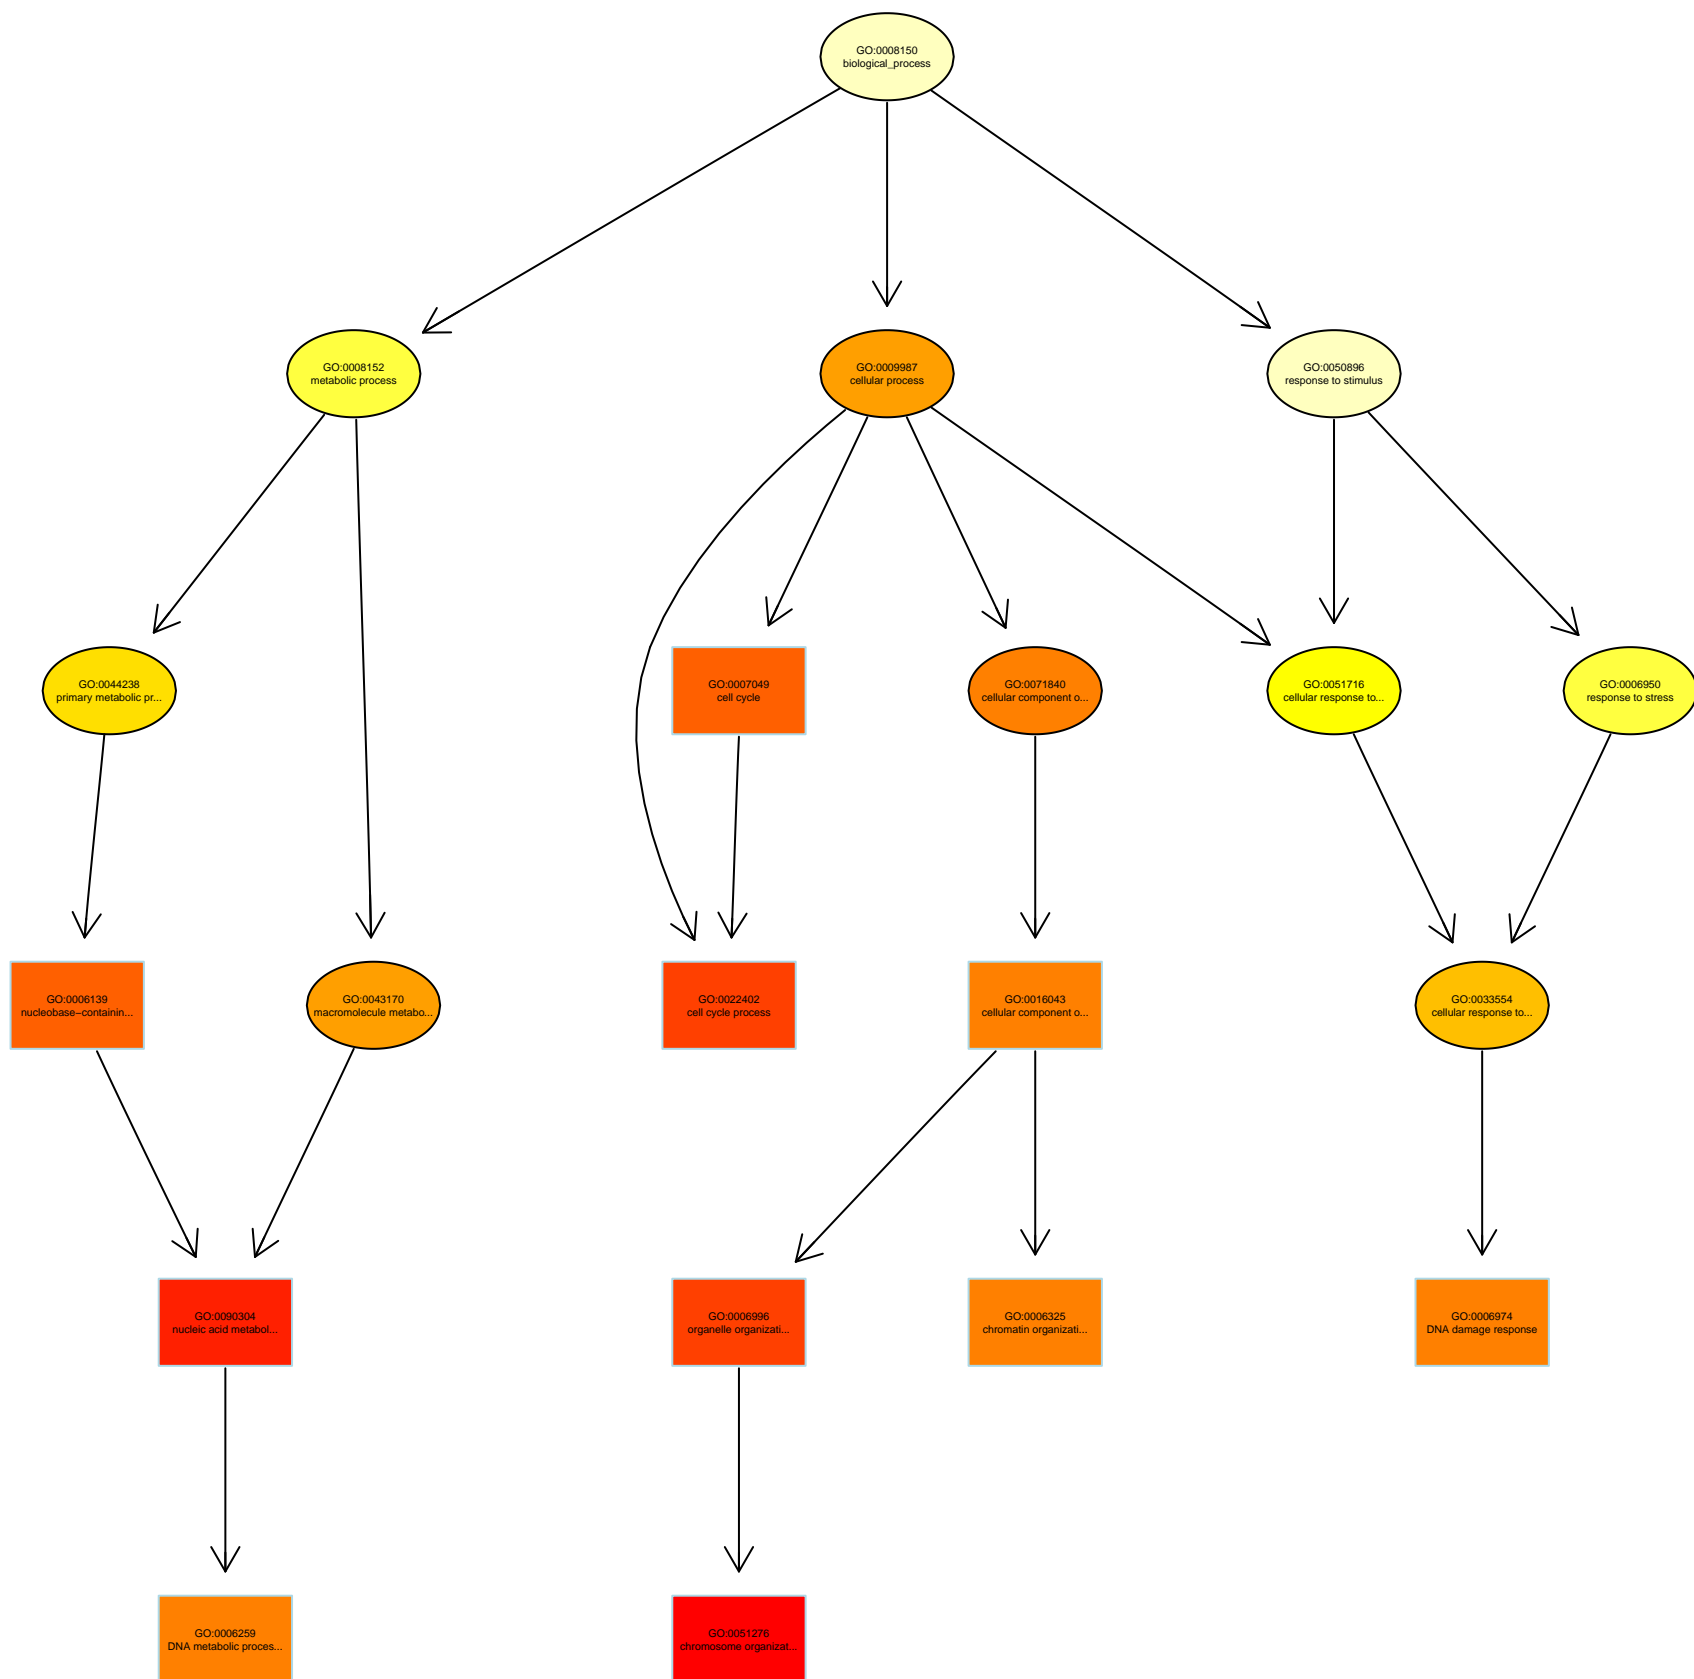 GO:0008150
biological_process
GO:0008152
metabolic process
GO:0009987
cellular process
GO:0050896
response to stimulus
GO:0044238
primary metabolic pr...
GO:0007049
cell cycle
GO:0071840
cellular component o...
GO:0051716
cellular response to...
GO:0006950
response to stress
GO:0006139
nucleobase−containin...
GO:0043170
macromolecule metabo...
GO:0022402
cell cycle process
GO:0016043
cellular component o...
GO:0033554
cellular response to...
GO:0090304
nucleic acid metabol...
GO:0006996
organelle organizati...
GO:0006325
chromatin organizati...
GO:0006974
DNA damage response
GO:0006259
DNA metabolic proces...
GO:0051276
chromosome organizat...